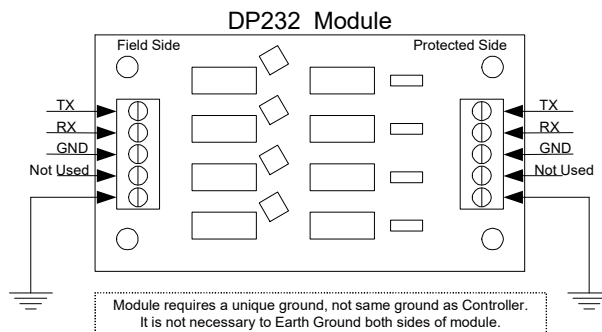 DP232 Module
Field Side
Protected Side
TX
RX
GND
Not Used
TX
RX
GND
Not Used
Module requires a unique ground, not same ground as Controller.
It is not necessary to Earth Ground both sides of module.